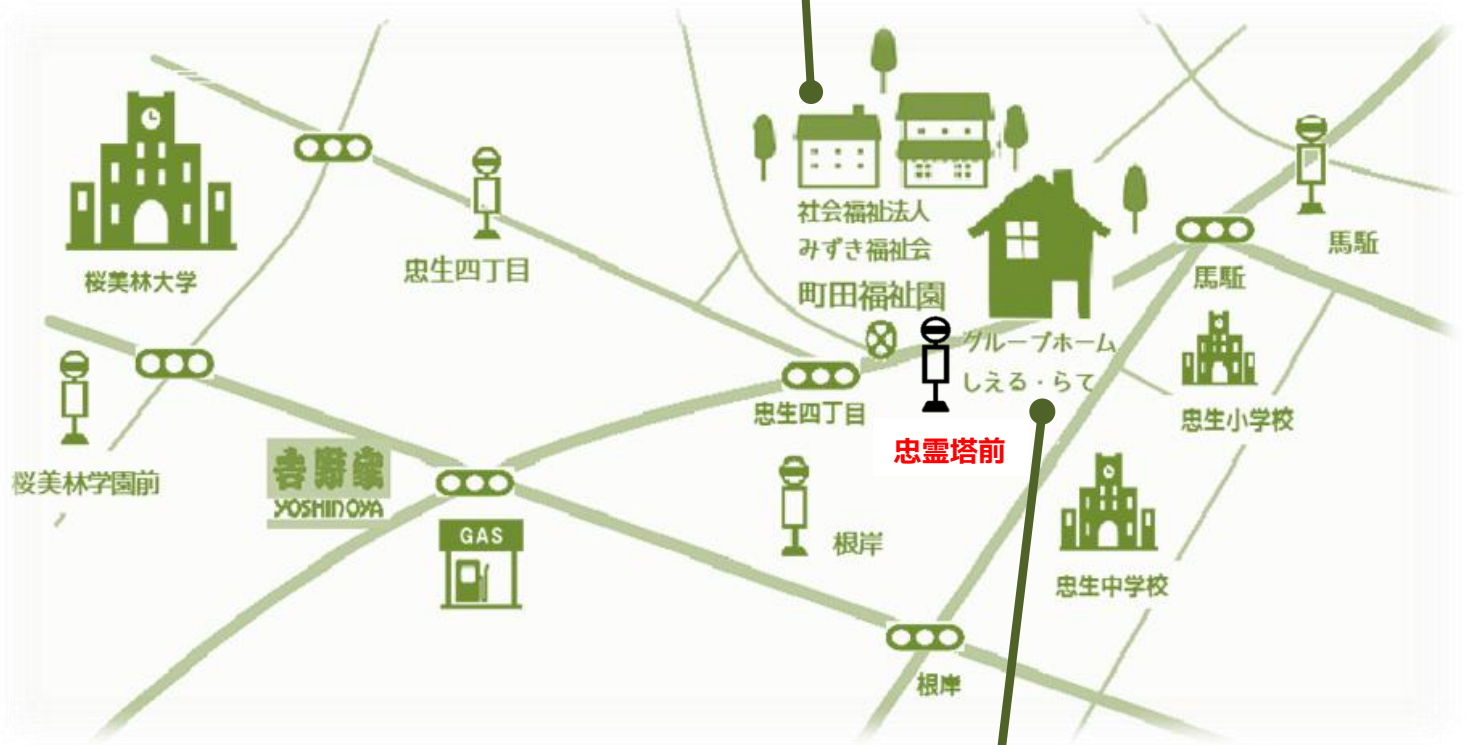 社会福祉法人
みずき福祉会
町田福祉園
馬駈
馬駈
桜美林大学
忠生四丁目
グループホーム
しえる・らて
忠生四丁目
忠生小学校
忠霊塔前
桜美林学園前
吉野家
YOSHINOYA
GAS
根岸
忠生中学校
根岸